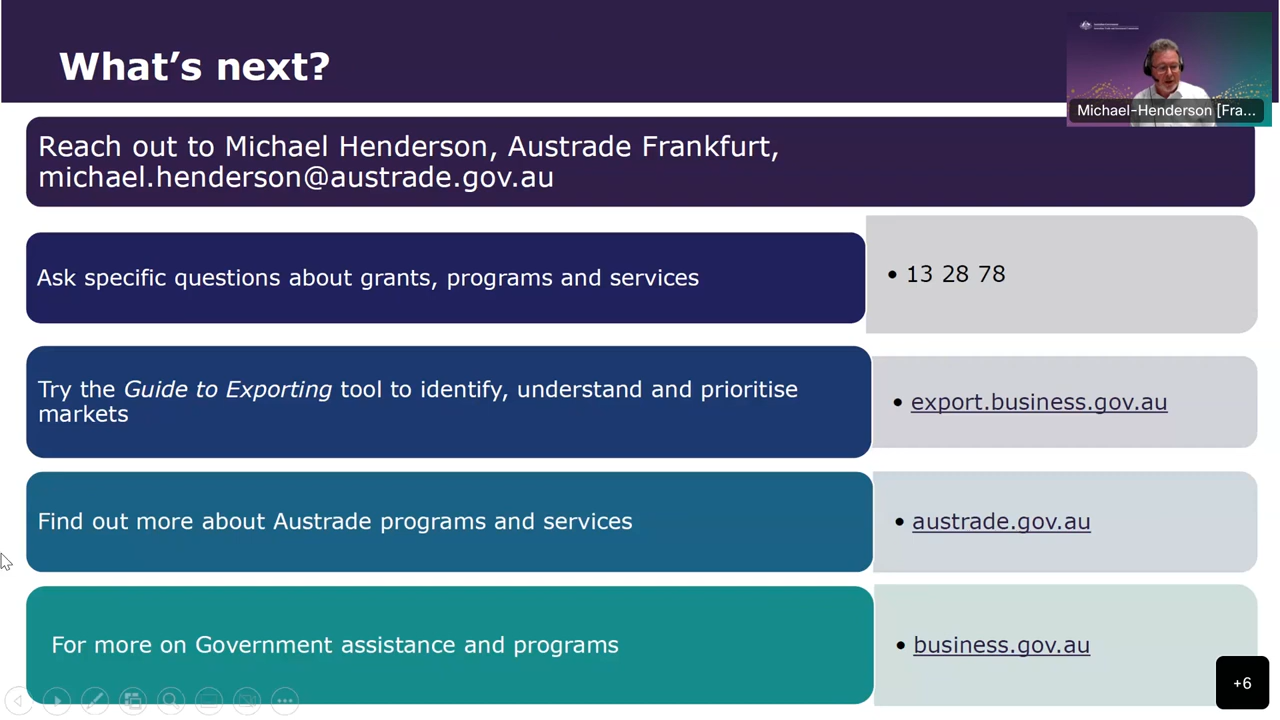 What's next?
Michael-Henderson [Fra...
Reach out to Michael Henderson, Austrade Frankfurt,
michael.henderson@austrade.gov.au
Ask specific questions about grants, programs and services
• 13 28 78
Try the Guide to Exporting tool to identify, understand and prioritise
markets
• export.business.gov.au
Find out more about Austrade programs and services
• austrade.gov.au
For more on Government assistance and programs
• business.gov.au
+6